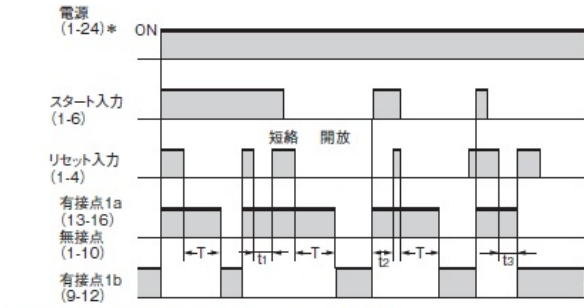 電源
(1-24)* ON
スタート入力
(1-6)
短絡 開放
リセット入力
(1-4)
有接点1a
(13-16)
無接点
(1-10)
T t1 T t2 T t3
有接点1b
(9-12)